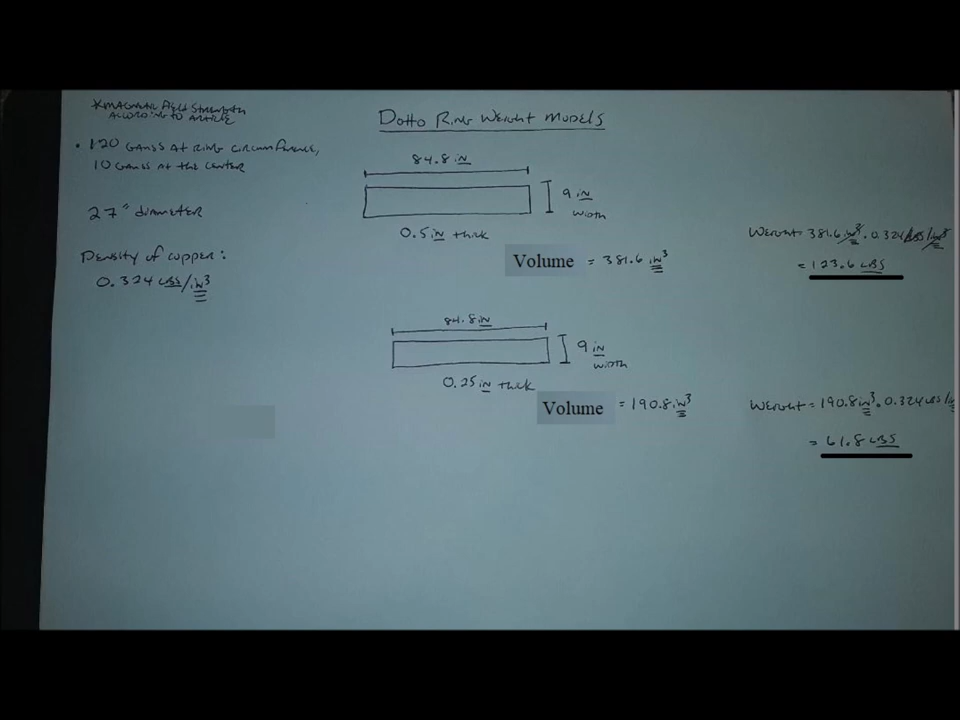 *MAGNETIC FIELD STRENGTH
ACCORDING TO ARTICLE
• 120 GAUSS AT RING CIRCUMFERENCE,
10 GAUSS AT the CENTER
27" diameter
Density of copper:
0.324 LBS/in³
Dotto Ring Weight Models
84.8 in
9 in
width
0.5 in thick
Volume = 381.6 in³
Weight = 381.6 in³ · 0.324 LBS/in³
= 123.6 LBS
84.8 in
9 in
width
0.25 in thick
Volume = 190.8 in³
Weight = 190.8 in³ · 0.324 LBS/
= 61.8 LBS